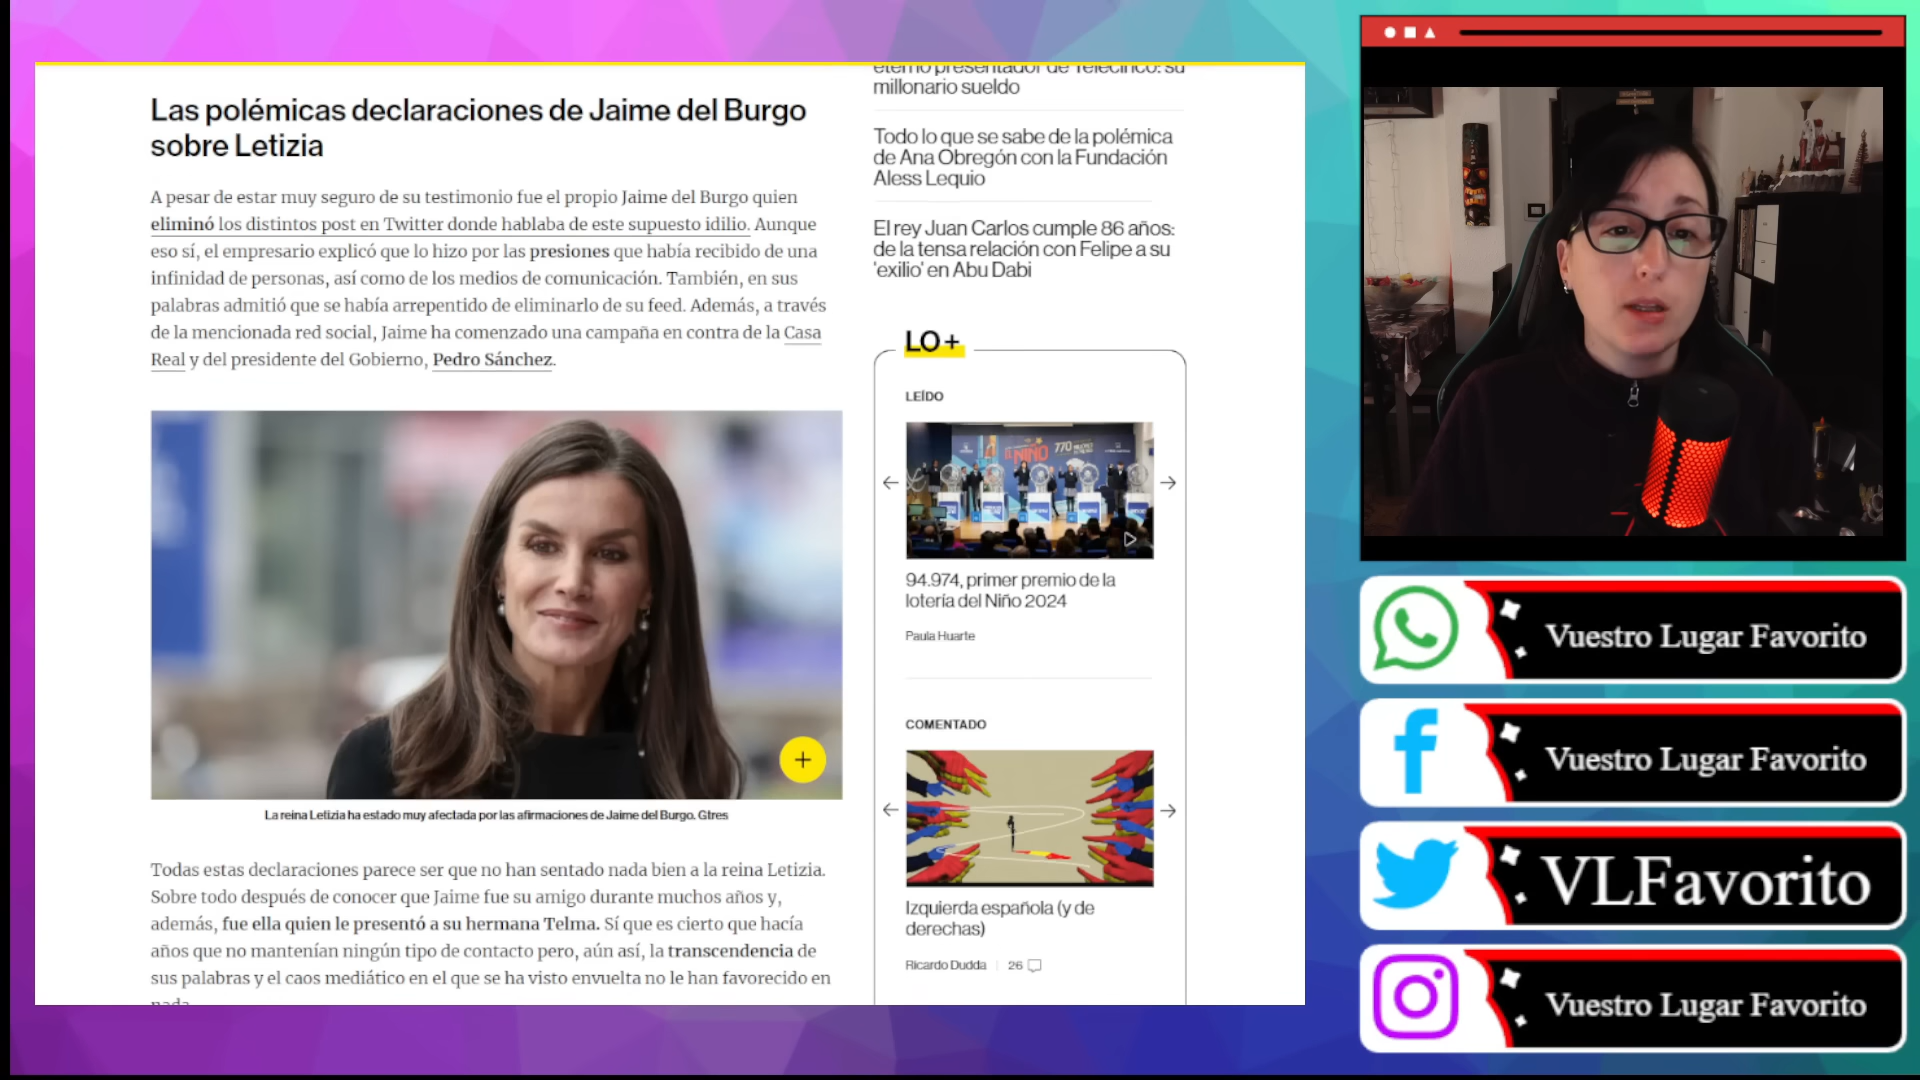 Las polémicas declaraciones de Jaime del Burgo
sobre Letizia
A pesar de estar muy seguro de su testimonio fue el propio Jaime del Burgo quien
eliminó los distintos post en Twitter donde hablaba de este supuesto idilio. Aunque
eso sí, el empresario explicó que lo hizo por las presiones que había recibido de una
infinidad de personas, así como de los medios de comunicación. También, en sus
palabras admitió que se había arrepentido de eliminarlo de su feed. Además, a través
de la mencionada red social, Jaime ha comenzado una campaña en contra de la Casa
Real y del presidente del Gobierno, Pedro Sánchez.
La reina Letizia ha estado muy afectada por las afirmaciones de Jaime del Burgo. Gtres
Todas estas declaraciones parece ser que no han sentado nada bien a la reina Letizia.
Sobre todo después de conocer que Jaime fue su amigo durante muchos años y,
además, fue ella quien le presentó a su hermana Telma. Sí que es cierto que hacía
años que no mantenían ningún tipo de contacto pero, aún así, la transcendencia de
sus palabras y el caos mediático en el que se ha visto envuelta no le han favorecido en
nada.
eterno presentador de Telecinco: su
millonario sueldo
Todo lo que se sabe de la polémica
de Ana Obregón con la Fundación
Aless Lequio
El rey Juan Carlos cumple 86 años:
de la tensa relación con Felipe a su
'exilio' en Abu Dabi
LO+
LEÍDO
NIÑO 770
94.974, primer premio de la
lotería del Niño 2024
Paula Huarte
COMENTADO
Izquierda española (y de
derechas)
Ricardo Dudda 26
Vuestro Lugar Favorito
Vuestro Lugar Favorito
VLFavorito
Vuestro Lugar Favorito